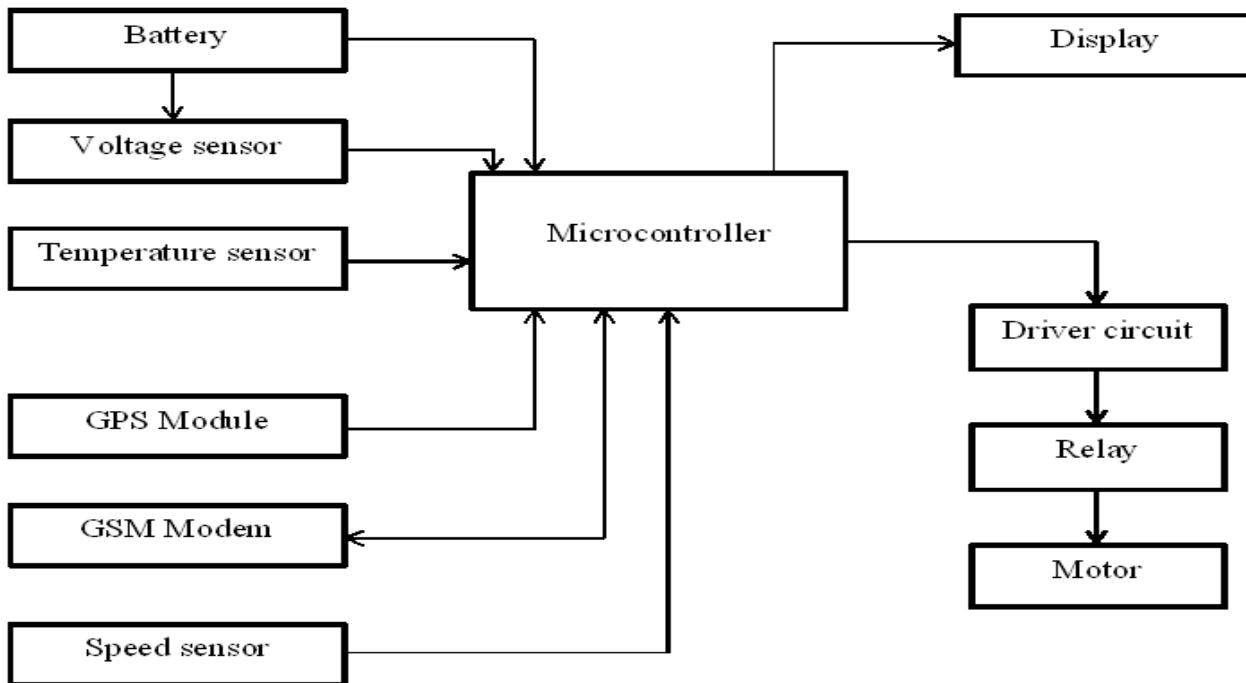 Battery
Display
Voltage sensor
Microcontroller
Temperature sensor
Driver circuit
GPS Module
Relay
GSM Modem
Motor
Speed sensor